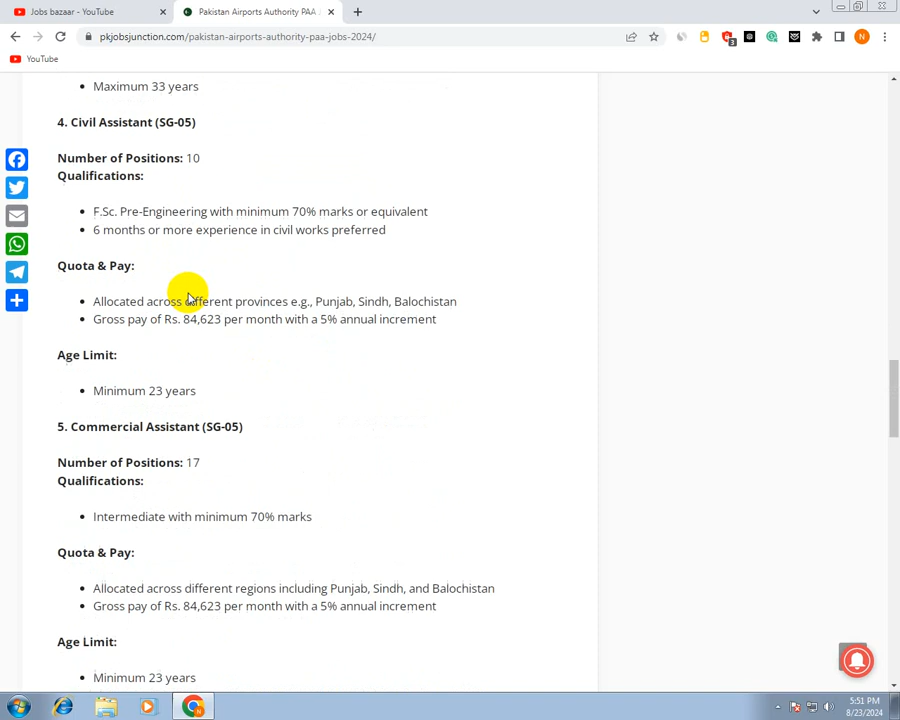 Jobs bazaar - YouTube
Pakistan Airports Authority PAA J
pkjobsjunction.com/pakistan-airports-authority-paa-jobs-2024/
3
N
YouTube
Maximum 33 years
4. Civil Assistant (SG-05)
Number of Positions: 10
Qualifications:
F.Sc. Pre-Engineering with minimum 70% marks or equivalent
6 months or more experience in civil works preferred
Quota & Pay:
Allocated across different provinces e.g., Punjab, Sindh, Balochistan
Gross pay of Rs. 84,623 per month with a 5% annual increment
Age Limit:
Minimum 23 years
5. Commercial Assistant (SG-05)
Number of Positions: 17
Qualifications:
Intermediate with minimum 70% marks
Quota & Pay:
Allocated across different regions including Punjab, Sindh, and Balochistan
Gross pay of Rs. 84,623 per month with a 5% annual increment
Age Limit:
Minimum 23 years
5:51 PM
8/23/2024